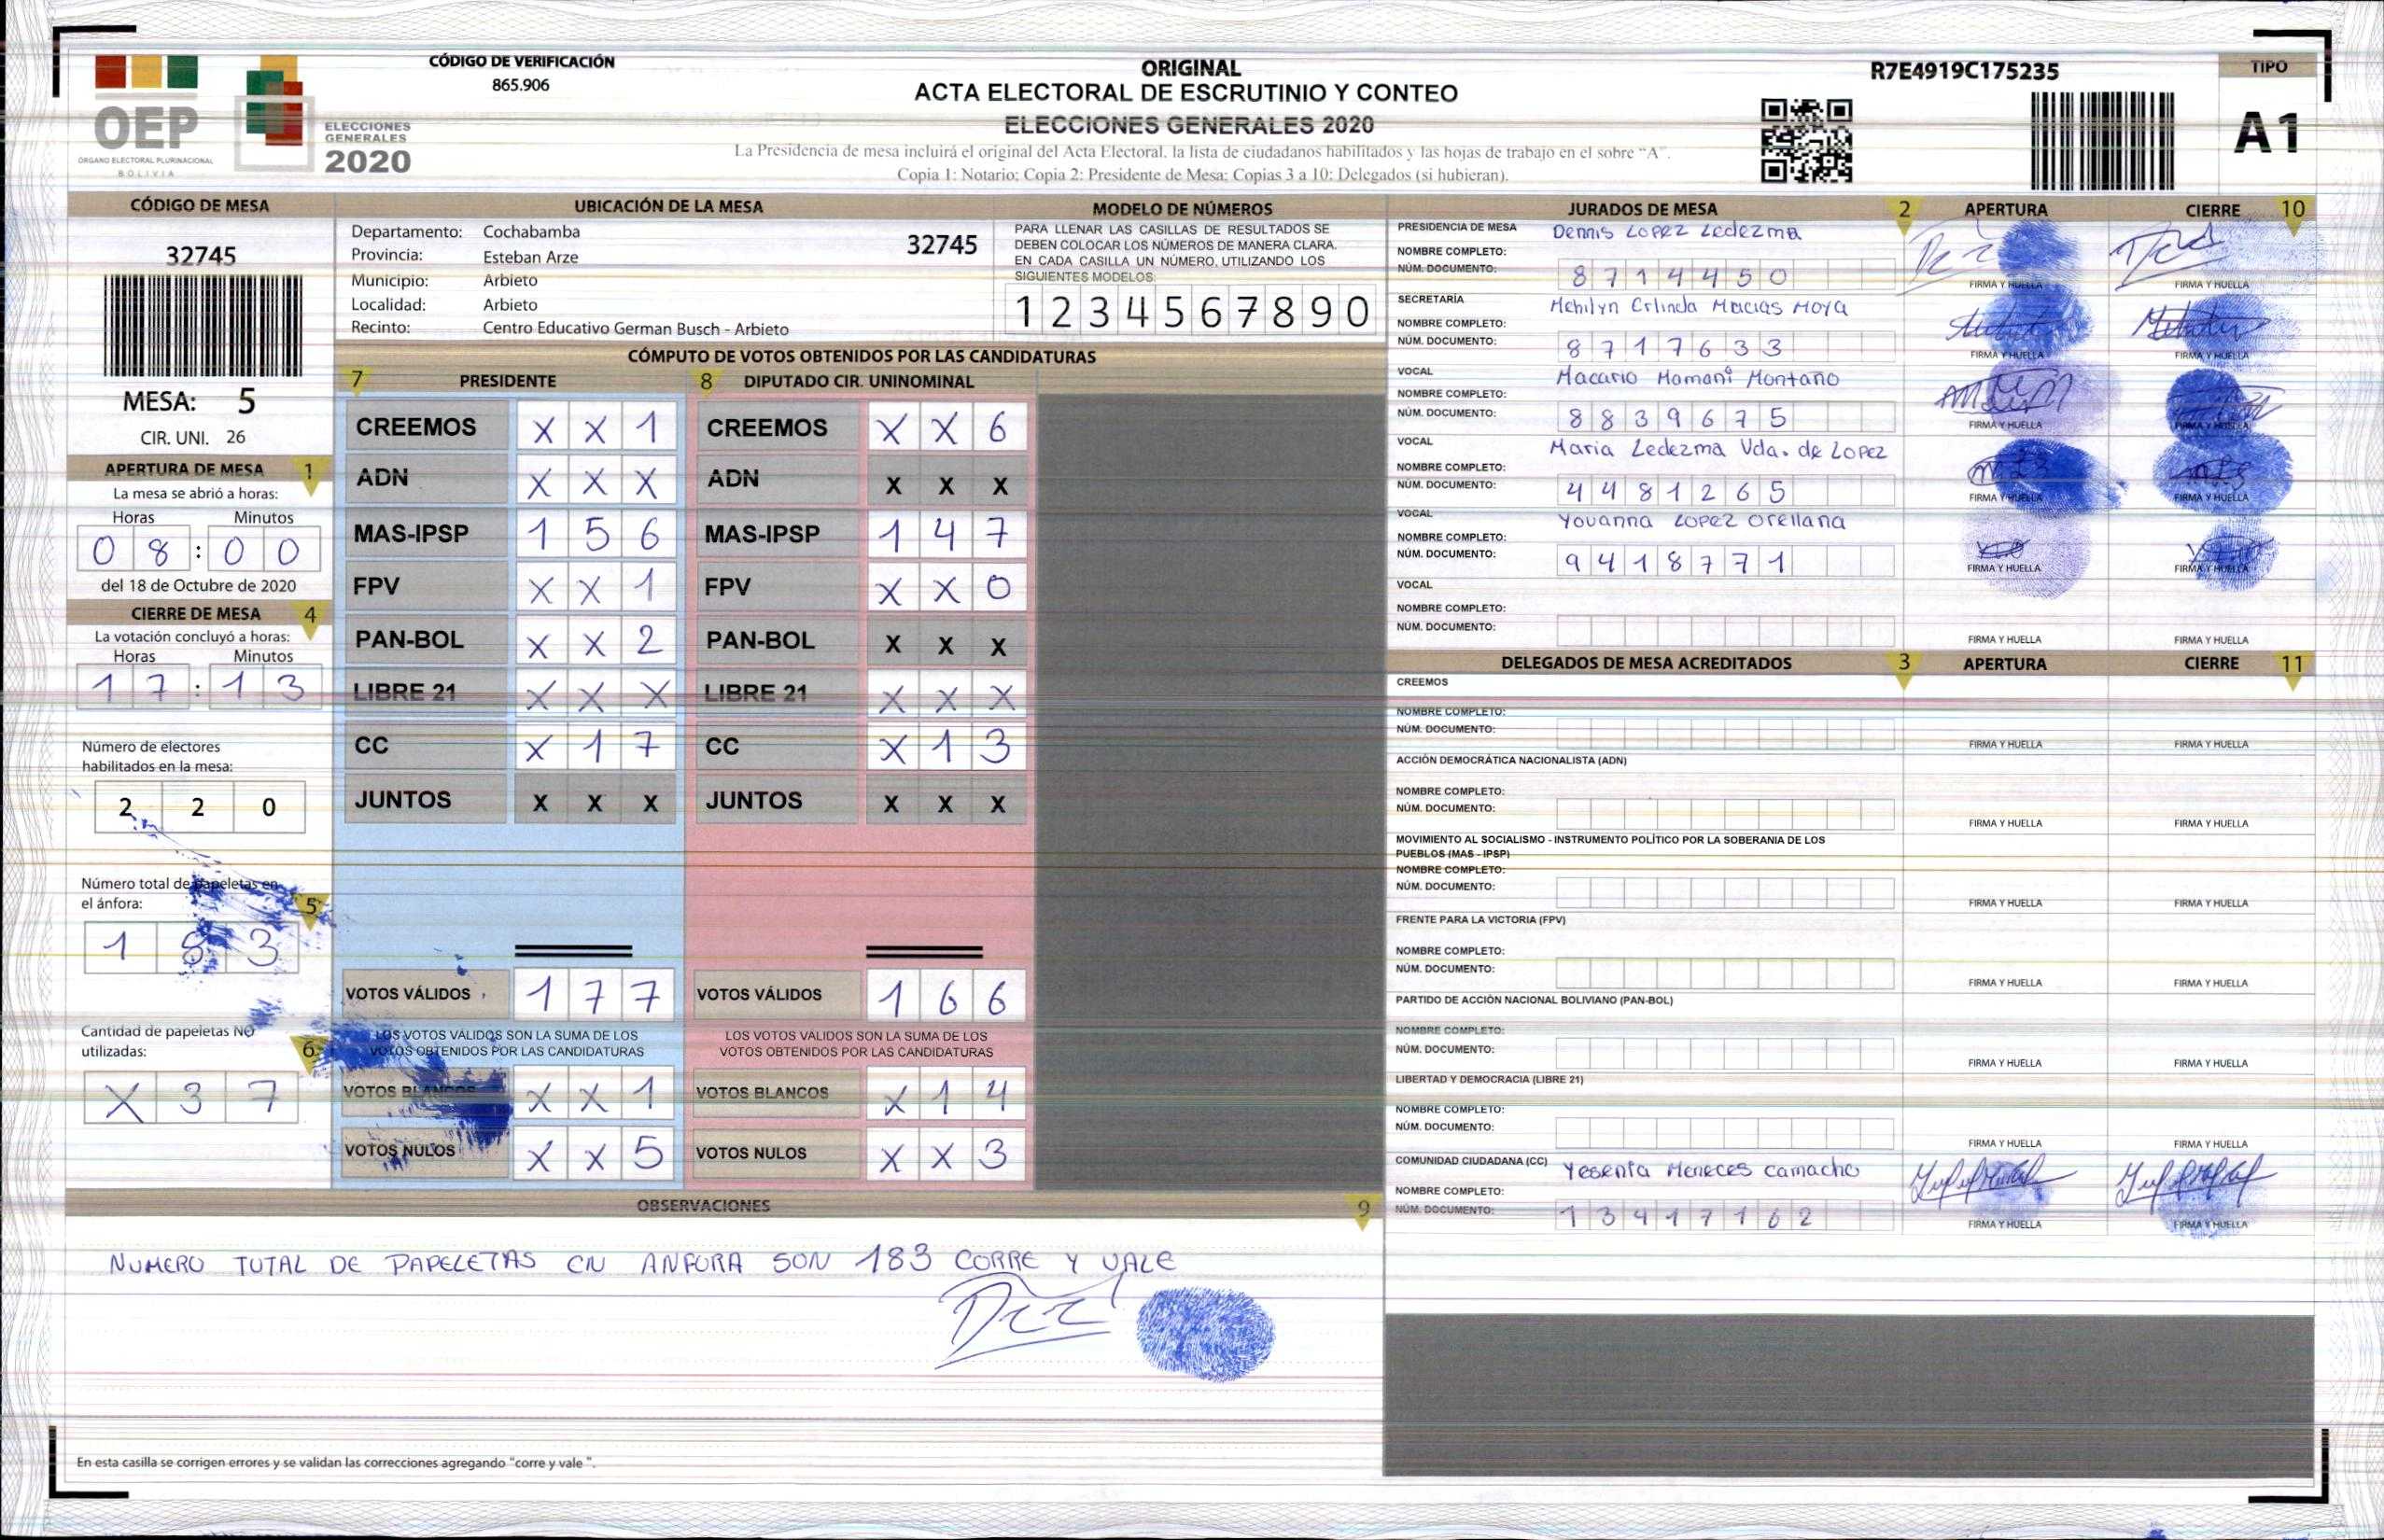 CÓDIGO DE VERIFICACIÓN
865.906
OEP
ORGANO ELECTORAL PLURINACIONAL
BOLIVIA
ELECCIONES
GENERALES
2020
ORIGINAL
ACTA ELECTORAL DE ESCRUTINIO Y CONTEO
ELECCIONES GENERALES 2020
La Presidencia de mesa incluirá el original del Acta Electoral, la lista de ciudadanos habilitados y las hojas de trabajo en el sobre “A”.
Copia 1: Notario; Copia 2: Presidente de Mesa; Copias 3 a 10: Delegados (si hubieran).
R7E4919C175235
TIPO
A1
CÓDIGO DE MESA
32745
MESA: 5
CIR. UNI. 26
APERTURA DE MESA 1
La mesa se abrió a horas:
Horas Minutos
0 8 : 0 0
del 18 de Octubre de 2020
CIERRE DE MESA 4
La votación concluyó a horas:
Horas Minutos
1 7 : 1 3
Número de electores
habilitados en la mesa:
2 2 0
Número total de papeletas en
el ánfora: 5
1 8 3
Cantidad de papeletas NO
utilizadas: 6
X 3 7
UBICACIÓN DE LA MESA
Departamento: Cochabamba
32745
Provincia: Esteban Arze
Municipio: Arbieto
Localidad: Arbieto
Recinto: Centro Educativo German Busch - Arbieto
MODELO DE NÚMEROS
PARA LLENAR LAS CASILLAS DE RESULTADOS SE
DEBEN COLOCAR LOS NÚMEROS DE MANERA CLARA.
EN CADA CASILLA UN NÚMERO, UTILIZANDO LOS
SIGUIENTES MODELOS:
1 2 3 4 5 6 7 8 9 0
CÓMPUTO DE VOTOS OBTENIDOS POR LAS CANDIDATURAS
7 PRESIDENTE 8 DIPUTADO CIR. UNINOMINAL
CREEMOS X X 1 CREEMOS X X 6
ADN X X X ADN X X X
MAS-IPSP 1 5 6 MAS-IPSP 1 4 7
FPV X X 1 FPV X X 0
PAN-BOL X X 2 PAN-BOL X X X
LIBRE 21 X X X LIBRE 21 X X X
CC X 1 7 CC X 1 3
JUNTOS X X X JUNTOS X X X
VOTOS VÁLIDOS 1 7 7 VOTOS VÁLIDOS 1 6 6
LOS VOTOS VÁLIDOS SON LA SUMA DE LOS LOS VOTOS VÁLIDOS SON LA SUMA DE LOS
VOTOS OBTENIDOS POR LAS CANDIDATURAS VOTOS OBTENIDOS POR LAS CANDIDATURAS
VOTOS BLANCOS X X 1 VOTOS BLANCOS X 1 4
VOTOS NULOS X X 5 VOTOS NULOS X X 3
OBSERVACIONES 9
NUMERO TOTAL DE PAPELETAS EN ANFORA SON 183 CORRE Y VALE
En esta casilla se corrigen errores y se validan las correcciones agregando "corre y vale ".
JURADOS DE MESA 2 APERTURA CIERRE 10
PRESIDENCIA DE MESA Dennis Lopez Ledezma
NOMBRE COMPLETO:
NÚM. DOCUMENTO: 8 7 1 4 4 5 0
FIRMA Y HUELLA FIRMA Y HUELLA
SECRETARÍA Mehilyn Erlinda Macias Moya
NOMBRE COMPLETO:
NÚM. DOCUMENTO: 8 7 1 7 6 3 3
FIRMA Y HUELLA FIRMA Y HUELLA
VOCAL Macario Mamani Montaño
NOMBRE COMPLETO:
NÚM. DOCUMENTO: 8 8 3 9 6 7 5
FIRMA Y HUELLA FIRMA Y HUELLA
VOCAL Maria Ledezma Vda. de Lopez
NOMBRE COMPLETO:
NÚM. DOCUMENTO: 4 4 8 1 2 6 5
FIRMA Y HUELLA FIRMA Y HUELLA
VOCAL Yovanna Lopez Orellana
NOMBRE COMPLETO:
NÚM. DOCUMENTO: 9 4 1 8 7 7 1
FIRMA Y HUELLA FIRMA Y HUELLA
VOCAL
NOMBRE COMPLETO:
NÚM. DOCUMENTO:
FIRMA Y HUELLA FIRMA Y HUELLA
DELEGADOS DE MESA ACREDITADOS 3 APERTURA CIERRE 11
CREEMOS
NOMBRE COMPLETO:
NÚM. DOCUMENTO:
FIRMA Y HUELLA FIRMA Y HUELLA
ACCIÓN DEMOCRÁTICA NACIONALISTA (ADN)
NOMBRE COMPLETO:
NÚM. DOCUMENTO:
FIRMA Y HUELLA FIRMA Y HUELLA
MOVIMIENTO AL SOCIALISMO - INSTRUMENTO POLÍTICO POR LA SOBERANIA DE LOS
PUEBLOS (MAS - IPSP)
NOMBRE COMPLETO:
NÚM. DOCUMENTO:
FIRMA Y HUELLA FIRMA Y HUELLA
FRENTE PARA LA VICTORIA (FPV)
NOMBRE COMPLETO:
NÚM. DOCUMENTO:
FIRMA Y HUELLA FIRMA Y HUELLA
PARTIDO DE ACCIÓN NACIONAL BOLIVIANO (PAN-BOL)
NOMBRE COMPLETO:
NÚM. DOCUMENTO:
FIRMA Y HUELLA FIRMA Y HUELLA
LIBERTAD Y DEMOCRACIA (LIBRE 21)
NOMBRE COMPLETO:
NÚM. DOCUMENTO:
FIRMA Y HUELLA FIRMA Y HUELLA
COMUNIDAD CIUDADANA (CC) Yesenia Meneces camacho
NOMBRE COMPLETO:
NÚM. DOCUMENTO: 1 3 4 1 7 1 6 2
FIRMA Y HUELLA FIRMA Y HUELLA